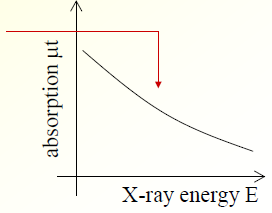 absorption μt
X-ray energy E